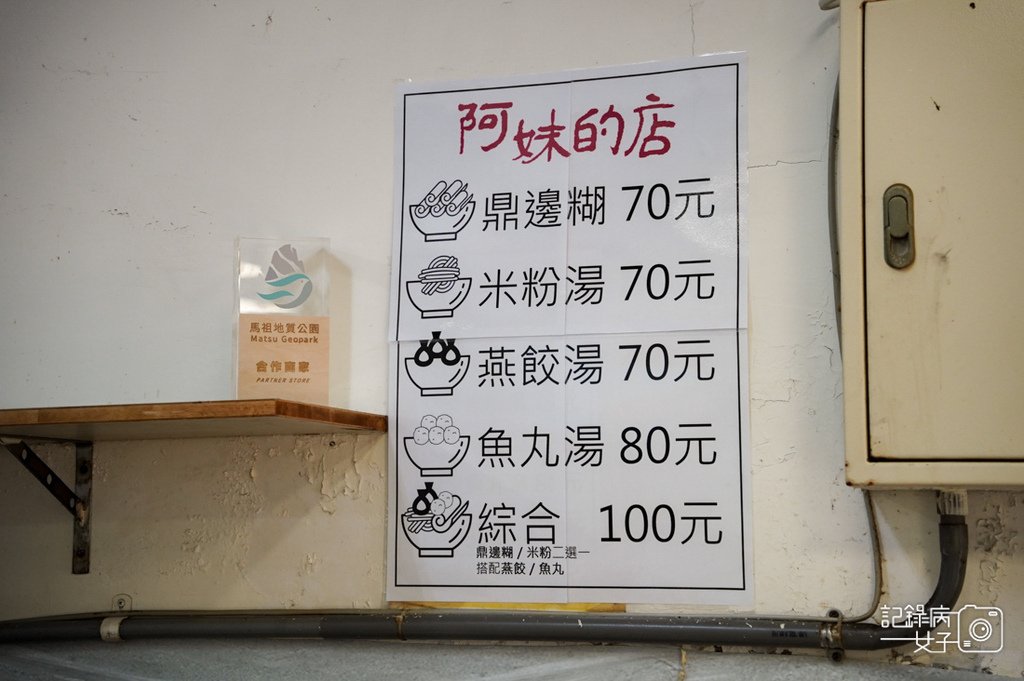 阿妹的店
鼎邊糊 70元
米粉湯 70元
燕餃湯 70元
魚丸湯 80元
綜合 100元
鼎邊糊 / 米粉二選一
搭配燕餃 / 魚丸
馬祖地質公園
Matsu Geopark
合作商家
PARTNER STORE
記錄病
女子